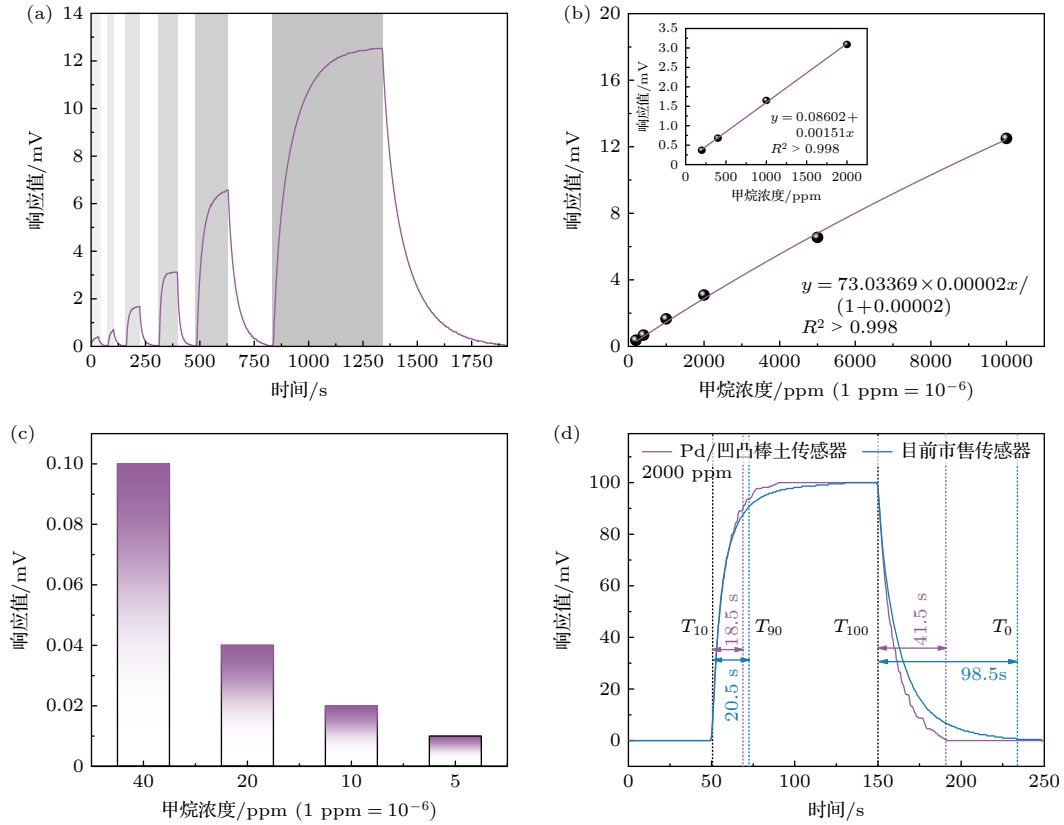 (a)
14
12
10
8
6
4
2
0
响应值/mV
0 250 500 750 1000 1250 1500 1750
时间/s
(b)
20
16
12
8
4
0
响应值/mV
3.5
3.0
2.5
2.0
1.5
1.0
0.5
0
响应值/mV
y = 0.08602+
0.00151x
R² > 0.998
0 500 1000 1500 2000
甲烷浓度/ppm
y = 73.03369×0.00002x/
(1+0.00002)
R² > 0.998
0 2000 4000 6000 8000 10000
甲烷浓度/ppm (1 ppm = 10⁻⁶)
(c)
0.10
0.08
0.06
0.04
0.02
0
响应值/mV
40 20 10 5
甲烷浓度/ppm (1 ppm = 10⁻⁶)
(d)
Pd/凹凸棒土传感器 目前市售传感器
2000 ppm
100
80
60
40
20
0
响应值/mV
T₁₀ 18.5 s T₉₀ T₁₀₀ 41.5 s T₀
20.5 s 98.5s
0 50 100 150 200 250
时间/s